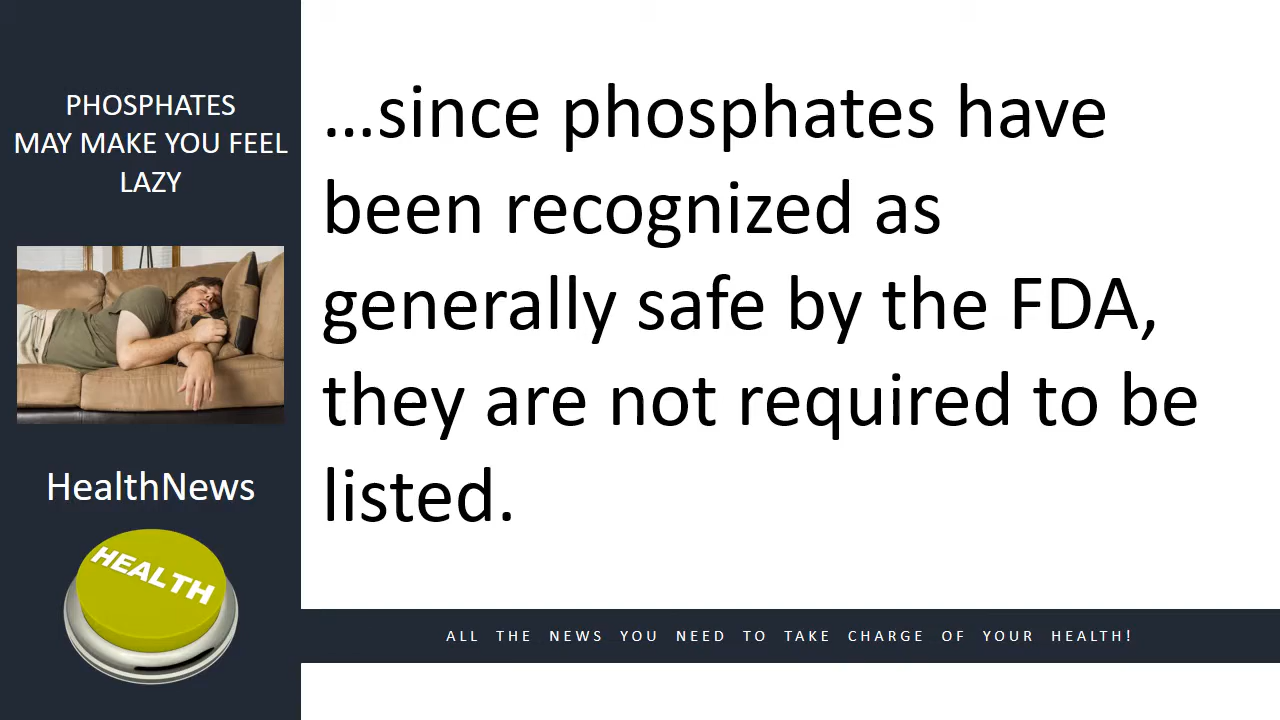 PHOSPHATES
MAY MAKE YOU FEEL
LAZY
HealthNews
HEALTH
...since phosphates have
been recognized as
generally safe by the FDA,
they are not required to be
listed.
ALL THE NEWS YOU NEED TO TAKE CHARGE OF YOUR HEALTH!